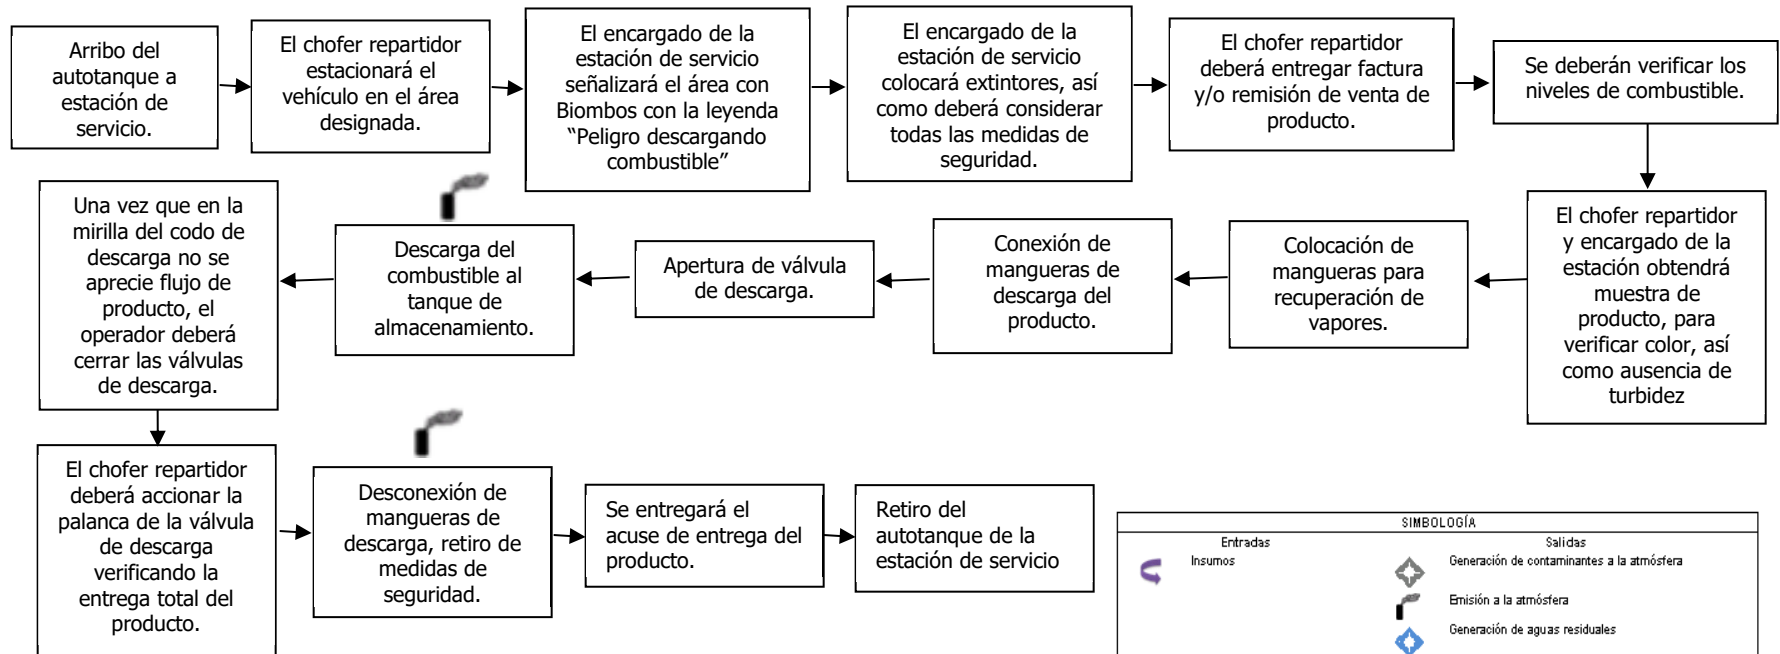 Arribo del
autotanque a
estación de
servicio.
El chofer repartidor
estacionará el
vehículo en el área
designada.
El encargado de la
estación de servicio
señalizará el área con
Biombos con la leyenda
“Peligro descargando
combustible”
El encargado de la
estación de servicio
colocará extintores, así
como deberá considerar
todas las medidas de
seguridad.
El chofer repartidor
deberá entregar factura
y/o remisión de venta de
producto.
Se deberán verificar los
niveles de combustible.
El chofer repartidor
y encargado de la
estación obtendrá
muestra de
producto, para
verificar color, así
como ausencia de
turbidez
Colocación de
mangueras para
recuperación de
vapores.
Conexión de
mangueras de
descarga del
producto.
Apertura de válvula
de descarga.
Descarga del
combustible al
tanque de
almacenamiento.
Una vez que en la
mirilla del codo de
descarga no se
aprecie flujo de
producto, el
operador deberá
cerrar las válvulas
de descarga.
El chofer repartidor
deberá accionar la
palanca de la válvula
de descarga
verificando la
entrega total del
producto.
Desconexión de
mangueras de
descarga, retiro de
medidas de
seguridad.
Se entregará el
acuse de entrega del
producto.
Retiro del
autotanque de la
estación de servicio
SIMBOLOGÍA
Entradas
Salidas
Insumos
Generación de contaminantes a la atmósfera
Emisión a la atmósfera
Generación de aguas residuales